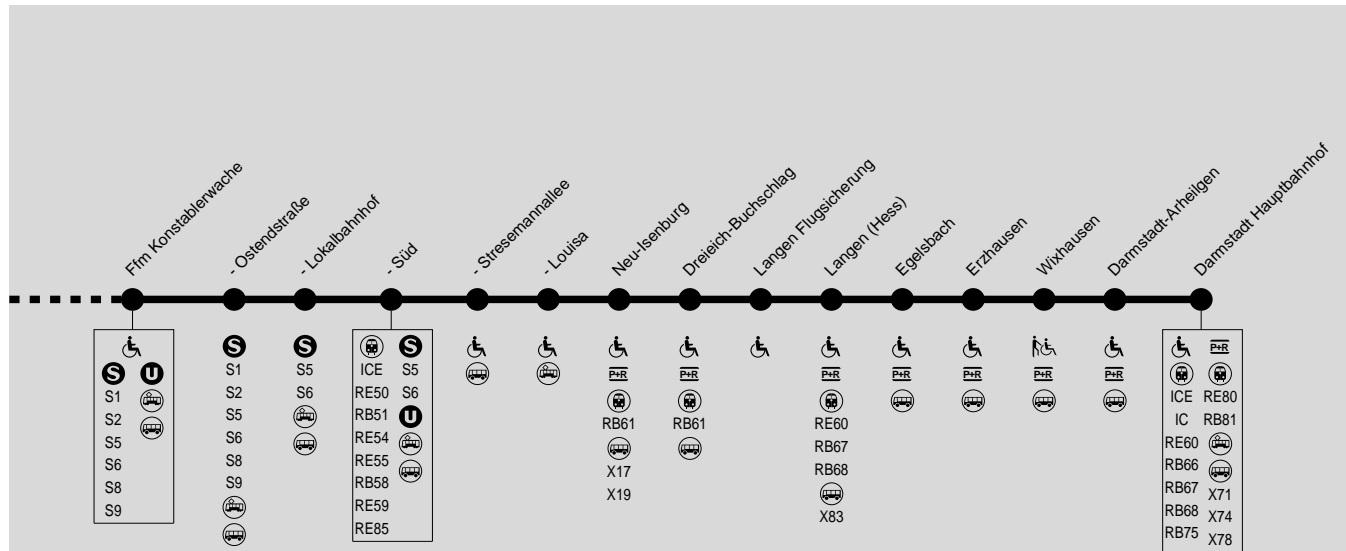 Ffm Konstablerwache
- Ostendstraße
- Lokalbahnhof
- Süd
- Stresemannallee
- Louisa
Neu-Isenburg
Dreieich-Buchschlag
Langen Flugsicherung
Langen (Hess)
Egelsbach
Erzhausen
Wixhausen
Darmstadt-Arheilgen
Darmstadt Hauptbahnhof
S U
S1
S2
S5
S6
S8
S9
S
S1
S2
S5
S6
S8
S9
S
S5
S6
ICE
RE50
RB51
RE54
RE55
RB58
RE59
RE85
S
S5
S6
U
P+R
RB61
X17
X19
P+R
RB61
P+R
RE60
RB67
RB68
X83
P+R
P+R
P+R
P+R
ICE
IC
RE60
RB66
RB67
RB68
RB75
P+R
RE80
RB81
X71
X74
X78